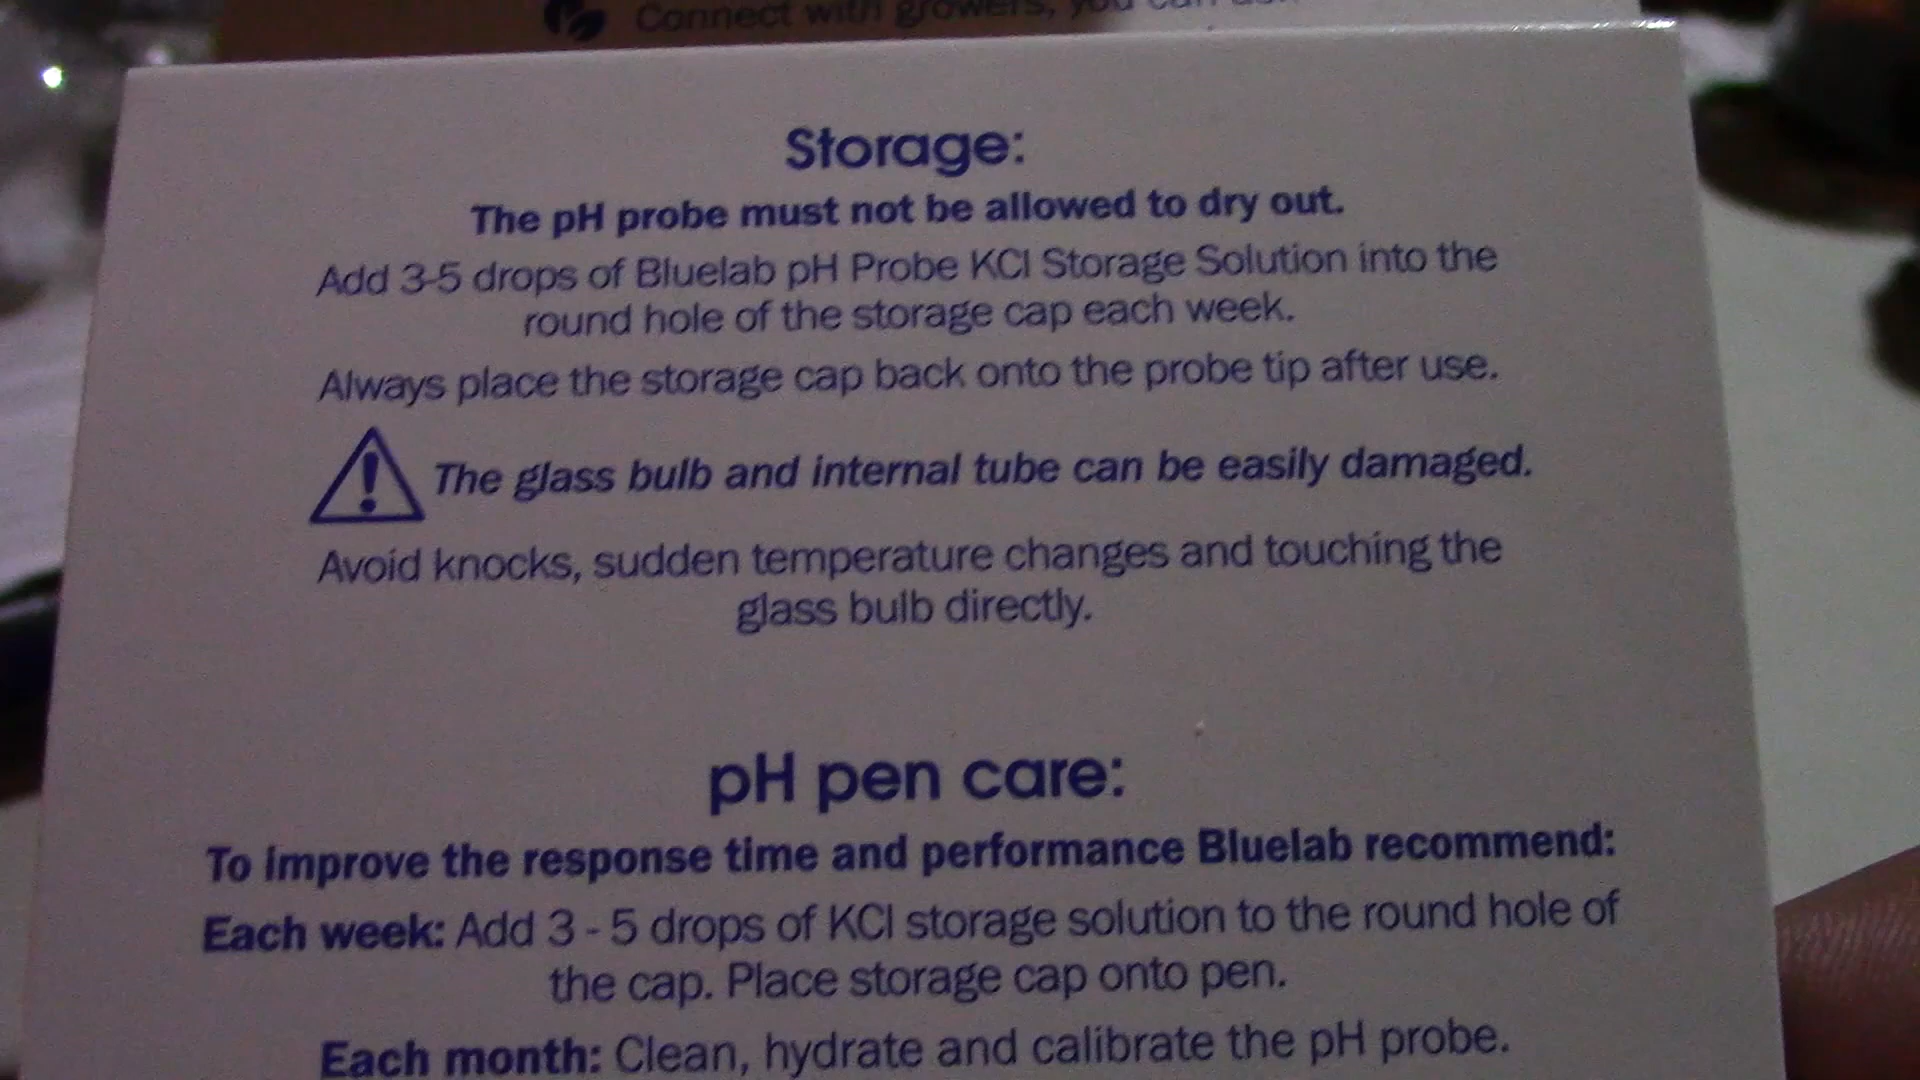 Connect with growers, you can
Storage:
The pH probe must not be allowed to dry out.
Add 3-5 drops of Bluelab pH Probe KCl Storage Solution into the
round hole of the storage cap each week.
Always place the storage cap back onto the probe tip after use.
The glass bulb and internal tube can be easily damaged.
Avoid knocks, sudden temperature changes and touching the
glass bulb directly.
pH pen care:
To improve the response time and performance Bluelab recommend:
Each week: Add 3 - 5 drops of KCl storage solution to the round hole of
the cap. Place storage cap onto pen.
Each month: Clean, hydrate and calibrate the pH probe.